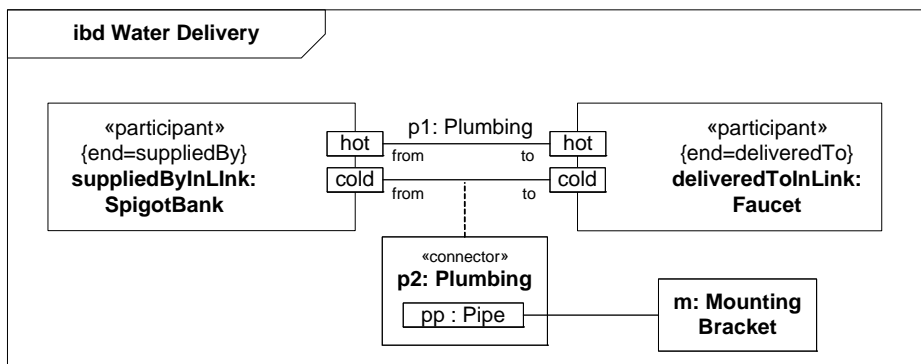 ibd Water Delivery
«participant»
{end=suppliedBy}
suppliedByInLInk:
SpigotBank
hot
cold
p1: Plumbing
from
to
from
to
hot
cold
«participant»
{end=deliveredTo}
deliveredToInLink:
Faucet
«connector»
p2: Plumbing
pp : Pipe
m: Mounting
Bracket